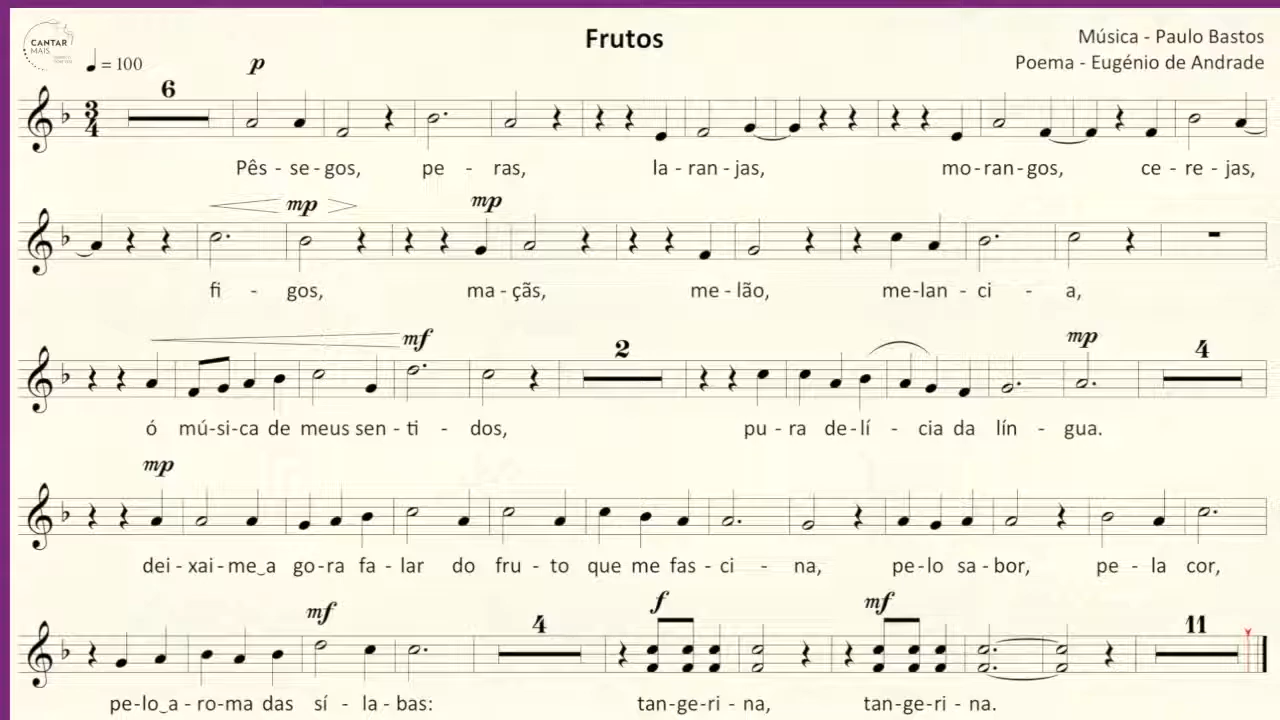 CANTAR
MAIS
Frutos
Música - Paulo Bastos
Poema - Eugénio de Andrade
= 100
p
6
3
4
Pês - se - gos, pe - ras, la - ran - jas, mo - ran - gos, ce - re - jas,
mp mp
fi - gos, ma - çãs, me - lão, me - lan - ci - a,
mf 2 mp 4
ó mú - si - ca de meus sen - ti - dos, pu - ra de - lí - cia da lín - gua.
mp
dei - xai - me‿a go - ra fa - lar do fru - to que me fas - ci - na, pe - lo sa - bor, pe - la cor,
mf 4 f mf 11
pe - lo‿a - ro - ma das sí - la - bas: tan - ge - ri - na, tan - ge - ri - na.